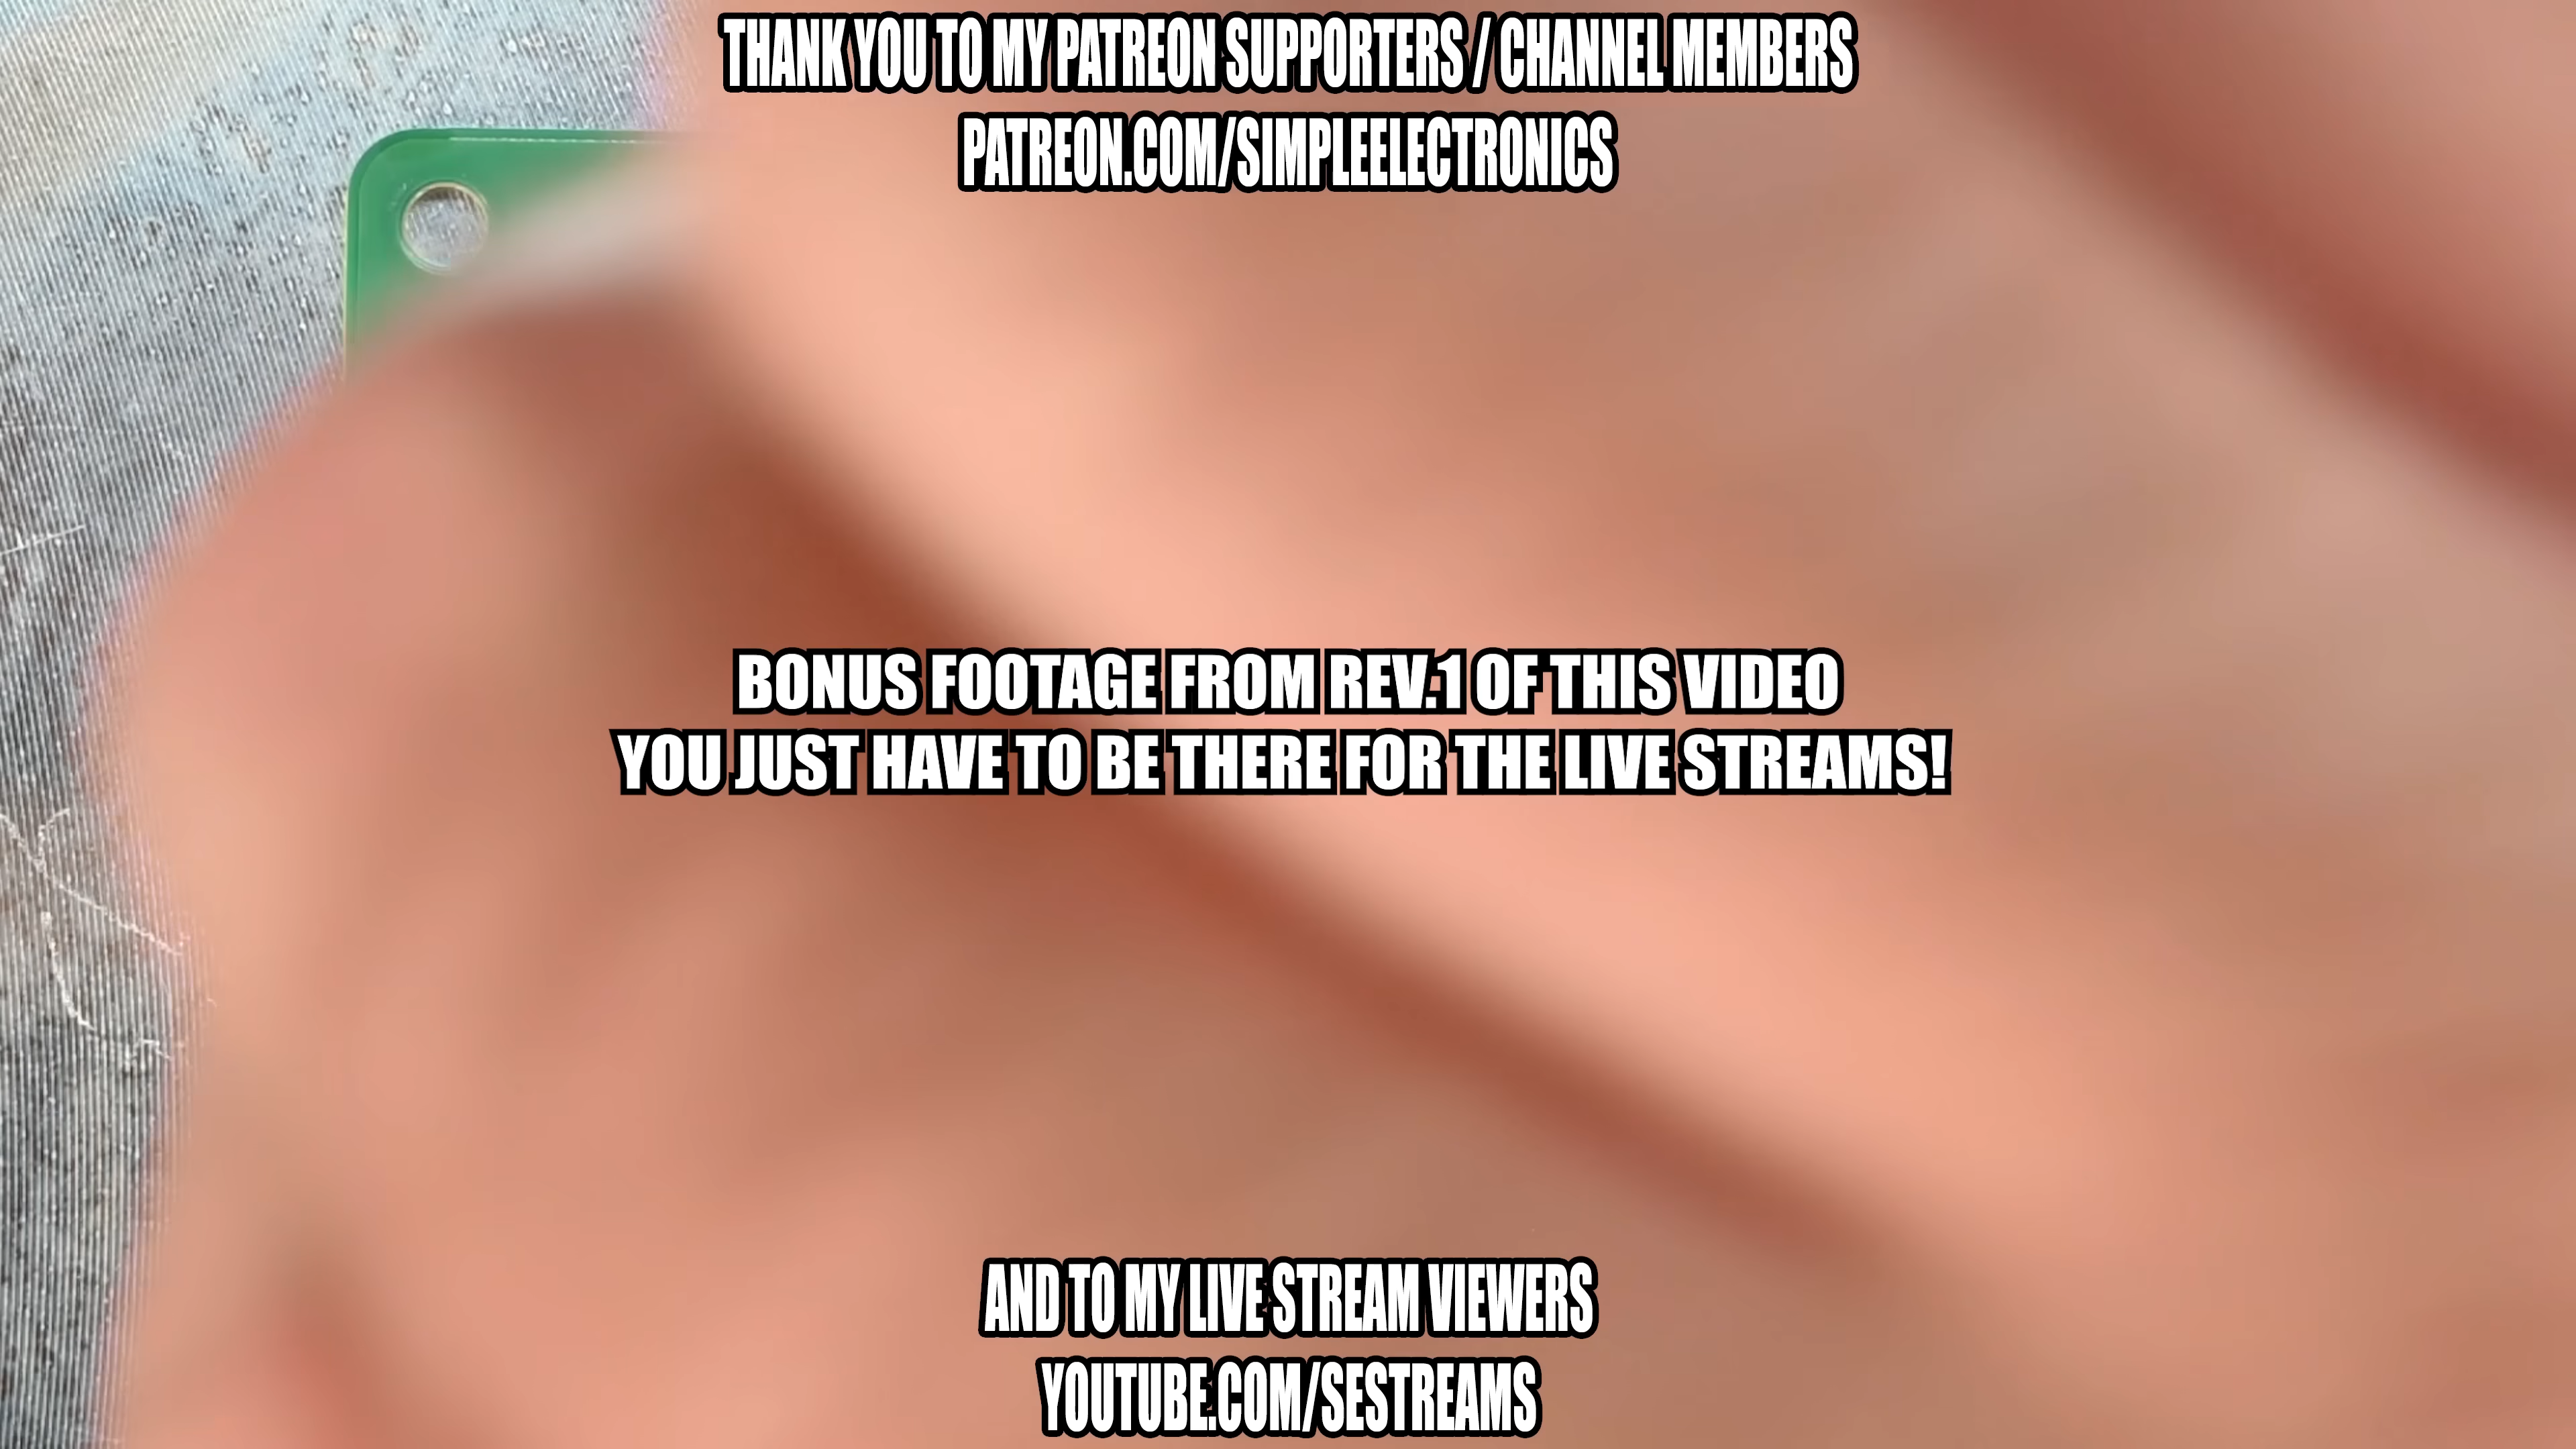 THANK YOU TO MY PATREON SUPPORTERS / CHANNEL MEMBERS
PATREON.COM/SIMPLEELECTRONICS
BONUS FOOTAGE FROM REV.1 OF THIS VIDEO
YOU JUST HAVE TO BE THERE FOR THE LIVE STREAMS!
AND TO MY LIVE STREAM VIEWERS
YOUTUBE.COM/SESTREAMS